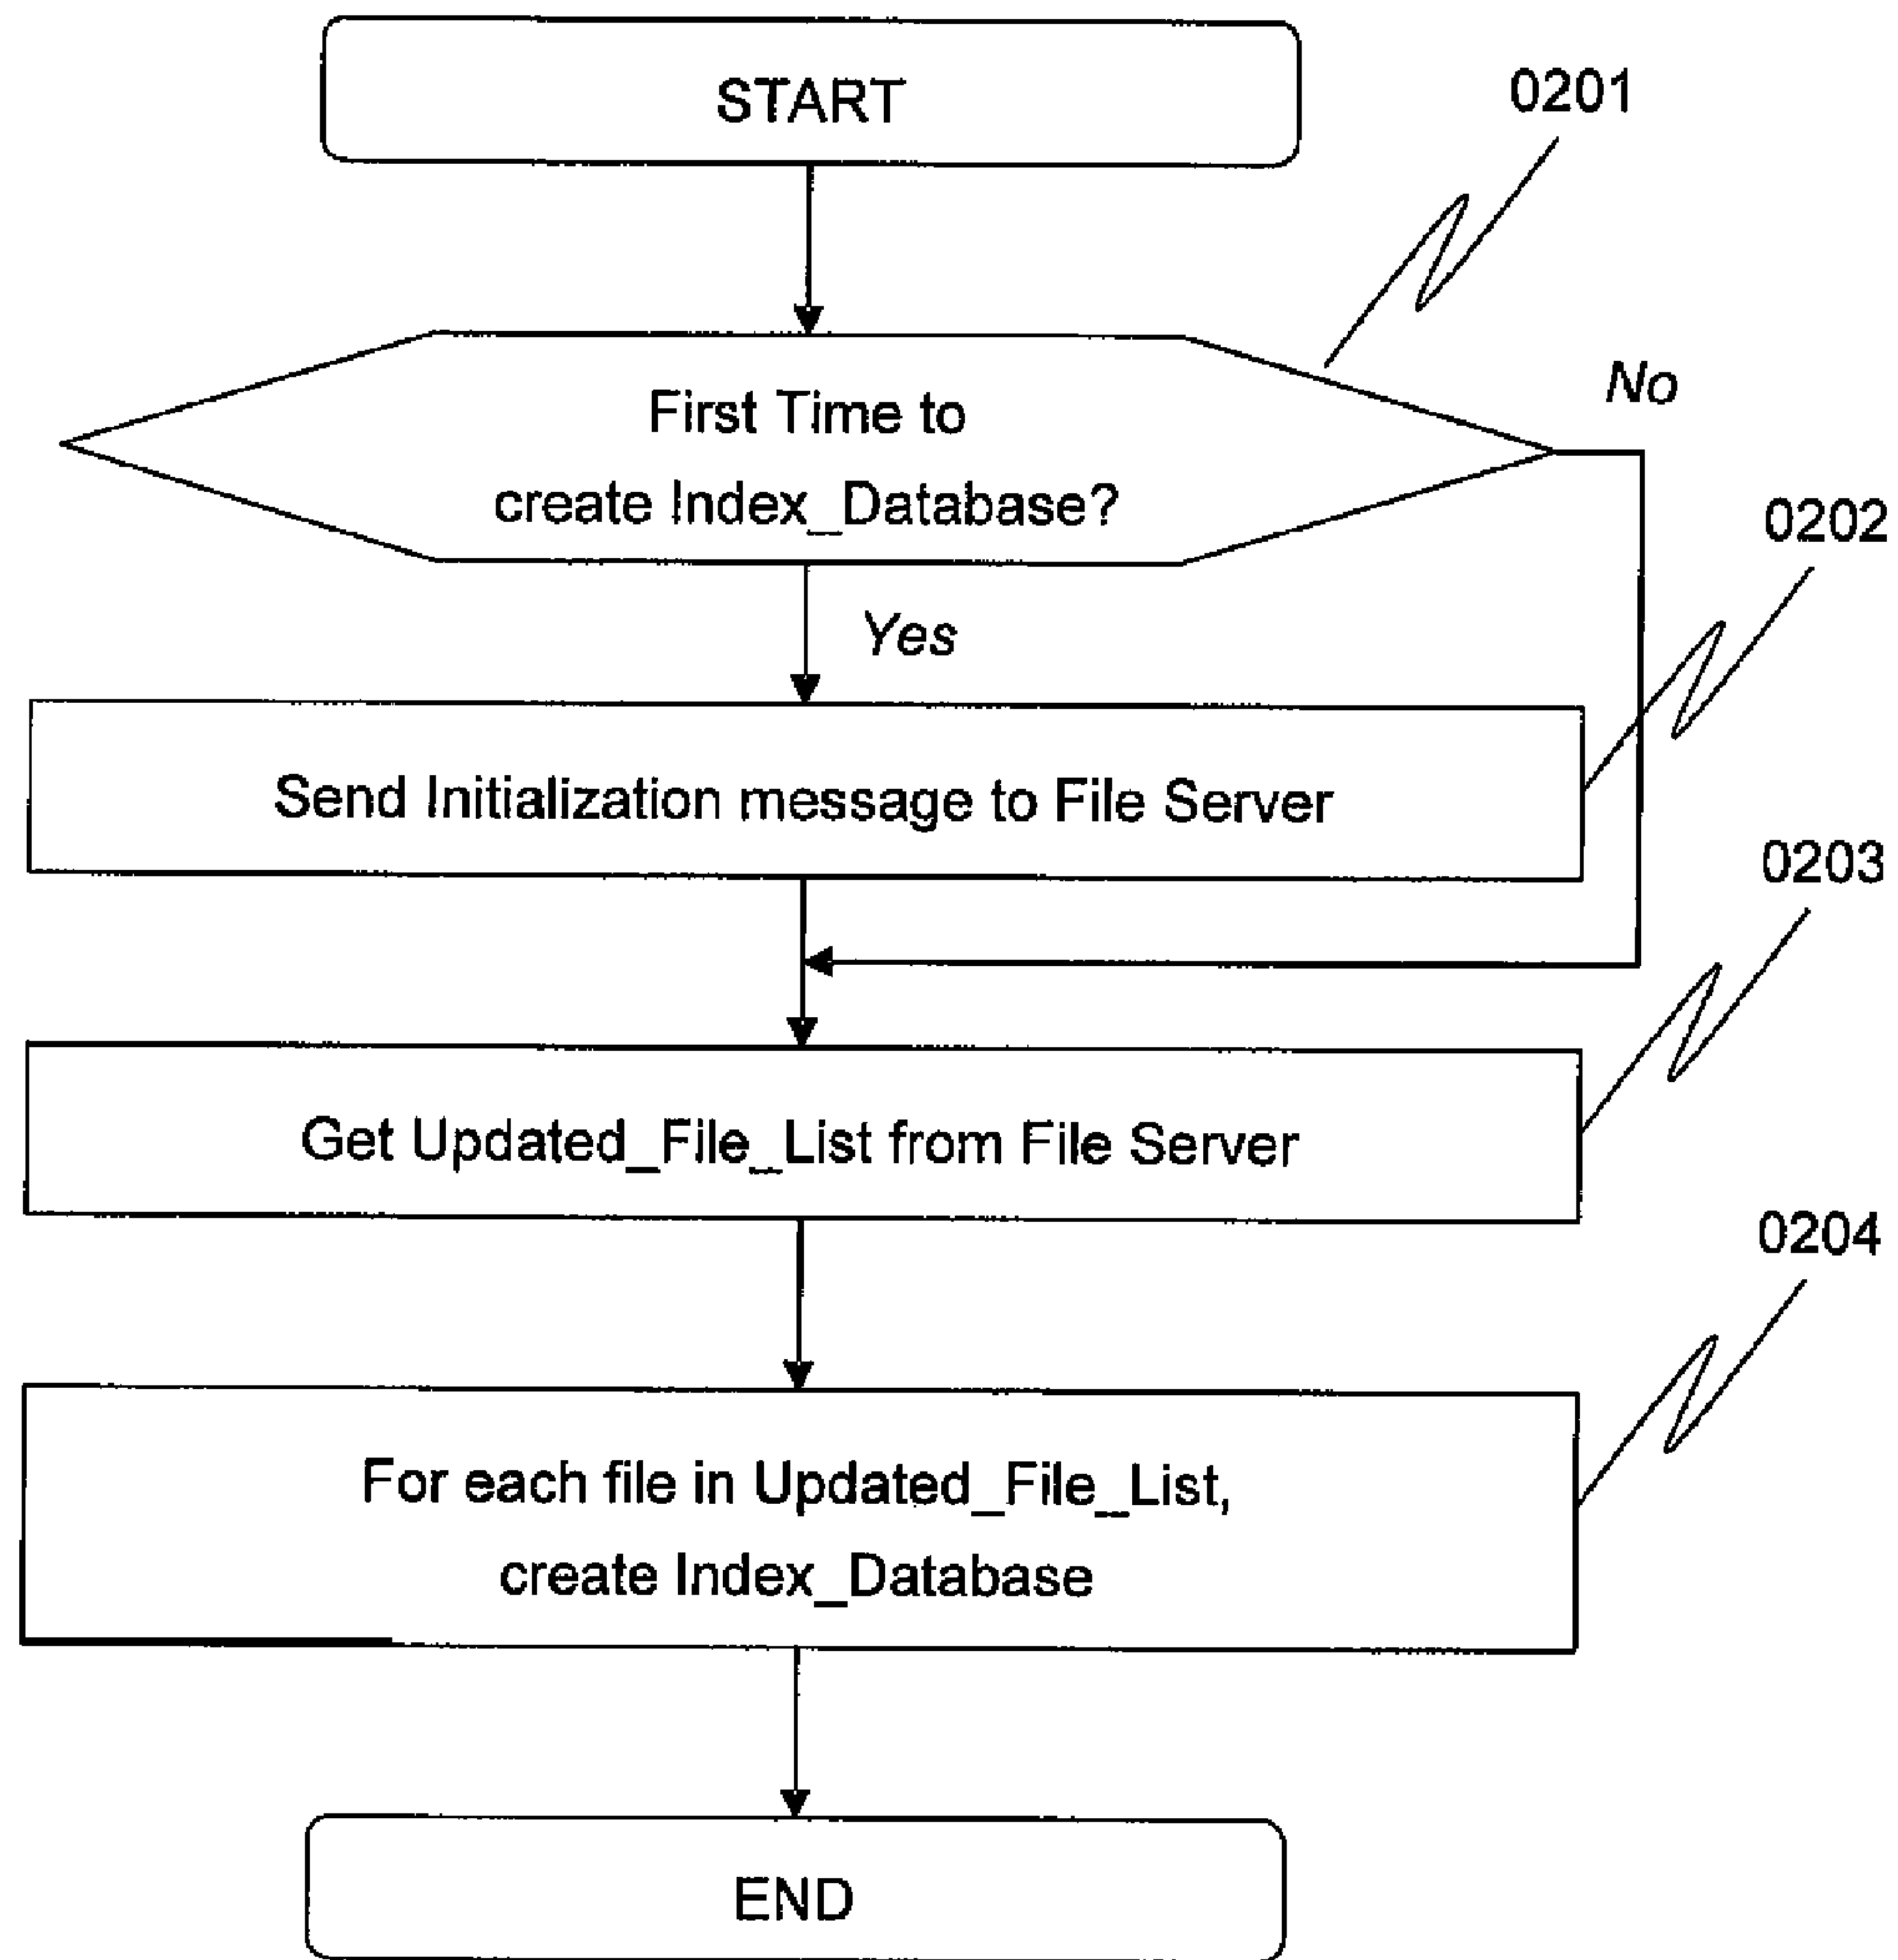 START
0201
First Time to
create Index_Database?
No
0202
Yes
Send Initialization message to File Server
0203
Get Updated_File_List from File Server
0204
For each file in Updated_File_List,
create Index_Database
END